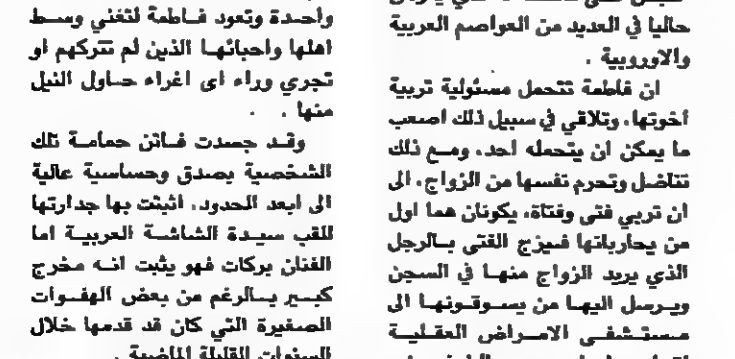 حاليا في العديد من العواصم العربية
والاوروبية .
ان فاطمة تتحمل مسئولية تربية
أخوتها، وتلاقي في سبيل ذلك اصعب
ما يمكن ان يتحمله احد، ومع ذلك
تناضل وتحرم نفسها من الزواج، الى
ان تربي فتى وفتاة، يكونان هما اول
من يحارباتها فيزج الفتى بالرجل
الذي يريد الزواج منها في السجن
ويرسل اليها من يسوقونها الى
مستشفى الامراض العقلية
واحدة وتعود فاطمة لتغني وسط
اهلها واحبائها الذين لم تتركهم او
تجري وراء اى اغراء حاول النيل
منها .
وقد جسدت فاتن حمامة تلك
الشخصية بصدق وحساسية عالية
الى ابعد الحدود، اثبتت بها جدارتها
للقب سيدة الشاشة العربية اما
الفنان بركات فهو يثبت انه مخرج
كبير بالرغم من بعض الهفوات
الصغيرة التي كان قد قدمها خلال
السنوات القليلة الماضية .